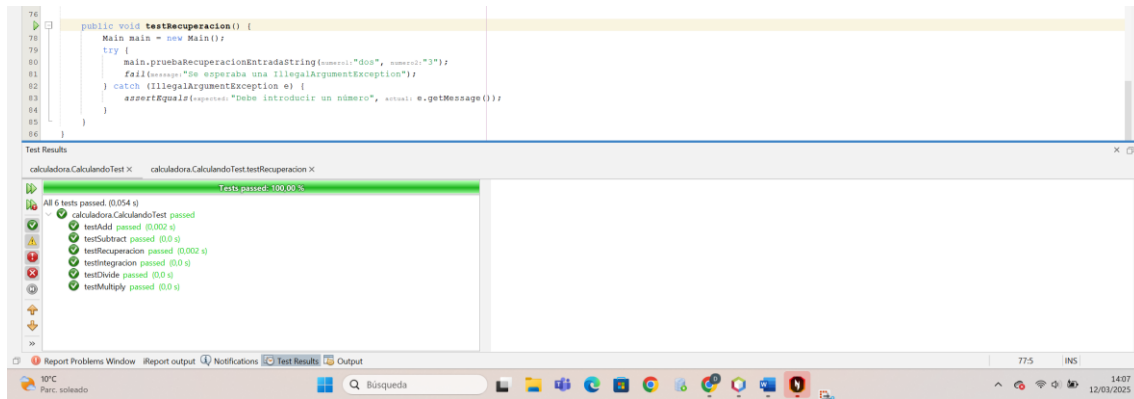 76
public void testRecuperacion() {
78 Main main = new Main();
79 try {
80 main.pruebaRecuperacionEntradaString(numero1:"dos", numero2:"3");
81 fail(message:"Se esperaba una IllegalArgumentException");
82 } catch (IllegalArgumentException e) {
83 assertEquals(expected:"Debe introducir un número", actual: e.getMessage());
84 }
85 }
86 }
Test Results
calculadora.CalculandoTest × calculadora.CalculandoTest.testRecuperacion ×
Tests passed: 100,00 %
All 6 tests passed. (0,054 s)
calculadora.CalculandoTest passed
testAdd passed (0,002 s)
testSubtract passed (0,0 s)
testRecuperacion passed (0,002 s)
testIntegracion passed (0,0 s)
testDivide passed (0,0 s)
testMultiply passed (0,0 s)
»
Report Problems Window iReport output Notifications Test Results Output 77:5 INS
10°C
Parc. soleado
Búsqueda
14:07
12/03/2025